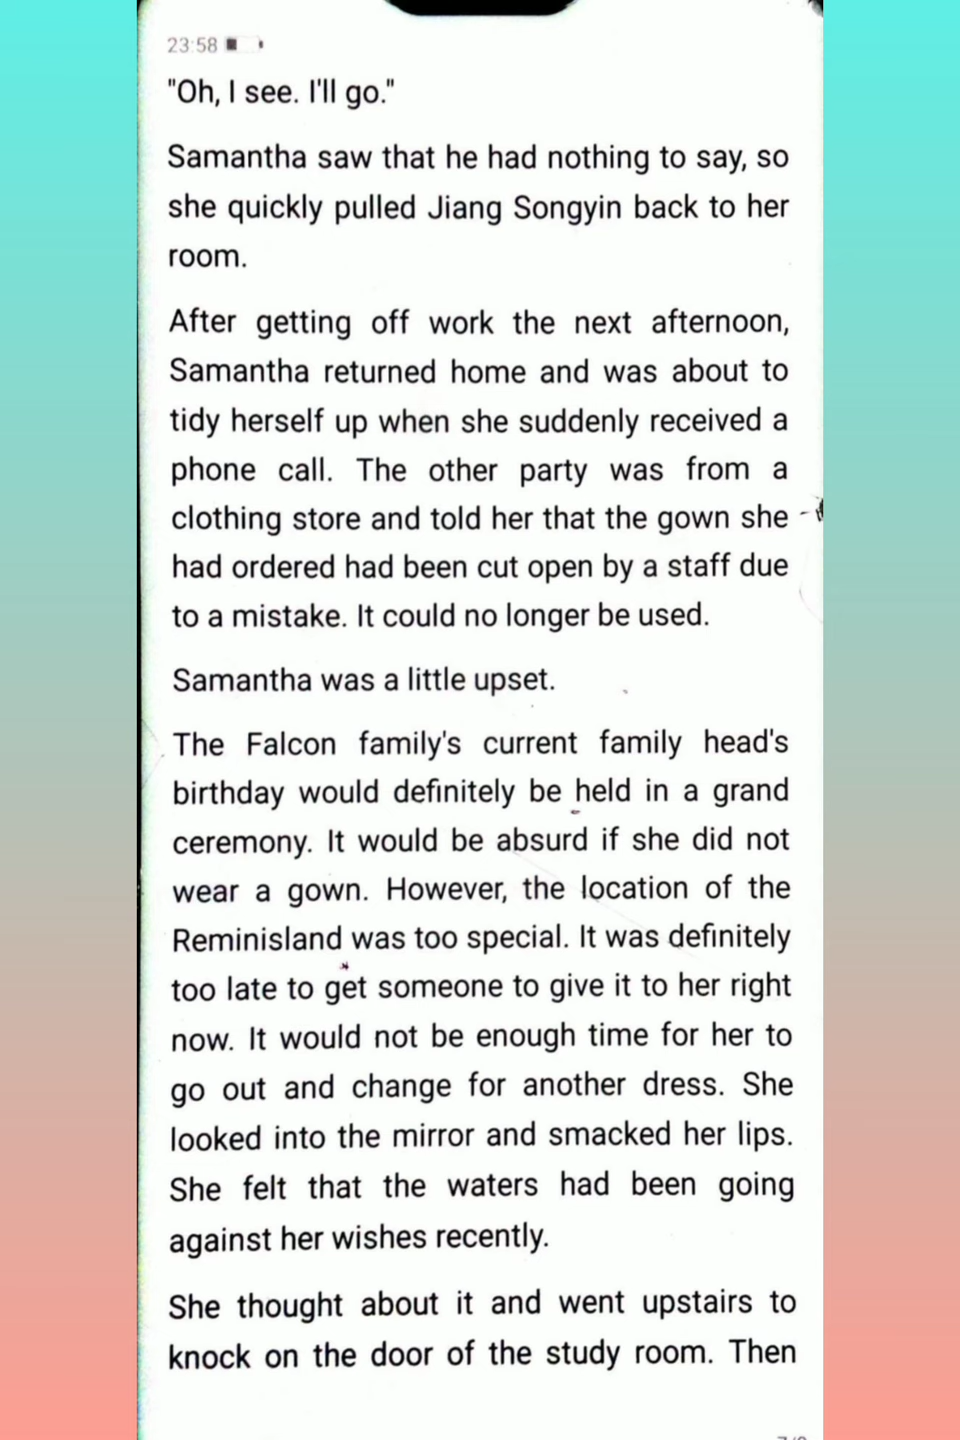 23:58
"Oh, I see. I'll go."
Samantha saw that he had nothing to say, so
she quickly pulled Jiang Songyin back to her
room.
After getting off work the next afternoon,
Samantha returned home and was about to
tidy herself up when she suddenly received a
phone call. The other party was from a
clothing store and told her that the gown she
had ordered had been cut open by a staff due
to a mistake. It could no longer be used.
Samantha was a little upset.
The Falcon family's current family head's
birthday would definitely be held in a grand
ceremony. It would be absurd if she did not
wear a gown. However, the location of the
Reminisland was too special. It was definitely
too late to get someone to give it to her right
now. It would not be enough time for her to
go out and change for another dress. She
looked into the mirror and smacked her lips.
She felt that the waters had been going
against her wishes recently.
She thought about it and went upstairs to
knock on the door of the study room. Then